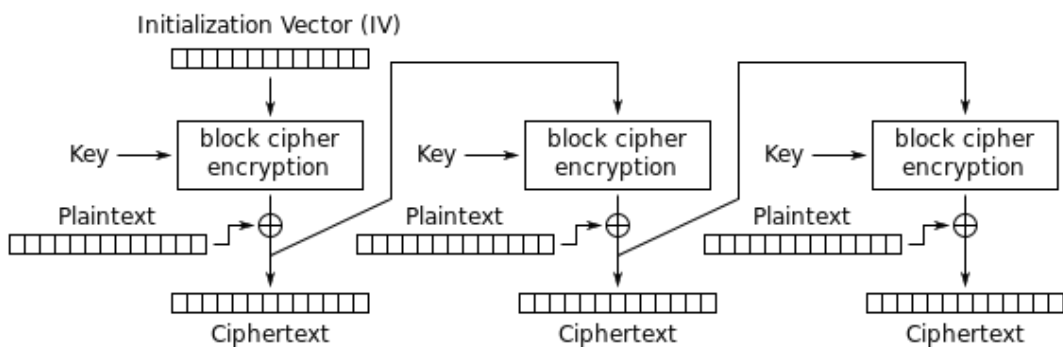 Initialization Vector (IV)
Key
block cipher
encryption
Key
block cipher
encryption
Key
block cipher
encryption
Plaintext
Plaintext
Plaintext
Ciphertext
Ciphertext
Ciphertext